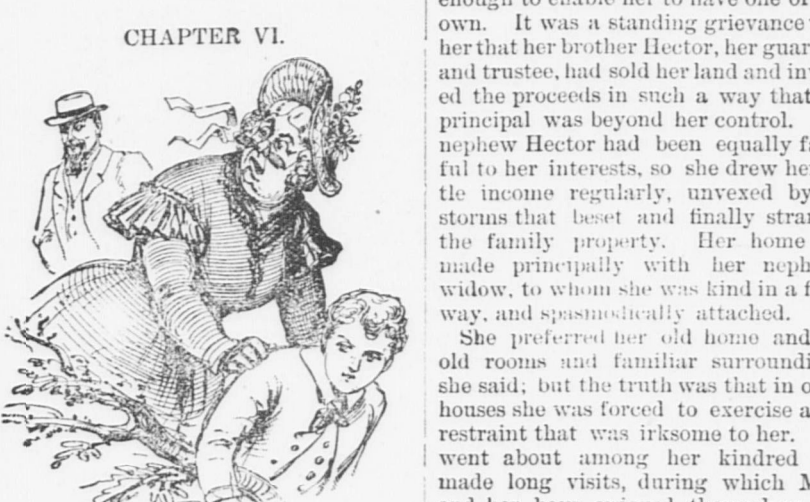 CHAPTER VI.
own. It was a standing grievance
her that her brother Hector, her guar
and trustee, had sold her land and in
ed the proceeds in such a way that
principal was beyond her control.
nephew Hector had been equally f
ful to her interests, so she drew he
tle income regularly, unvexed by
storms that beset and finally stra
the family property. Her home
made principally with her neph
widow, to whom she was kind in a f
way, and spasmodically attached.
She preferred her old home and
old rooms and familiar surroundi
she said; but the truth was that in o
houses she was forced to exercise a
restraint that was irksome to her.
went about among her kindred
made long visits, during which